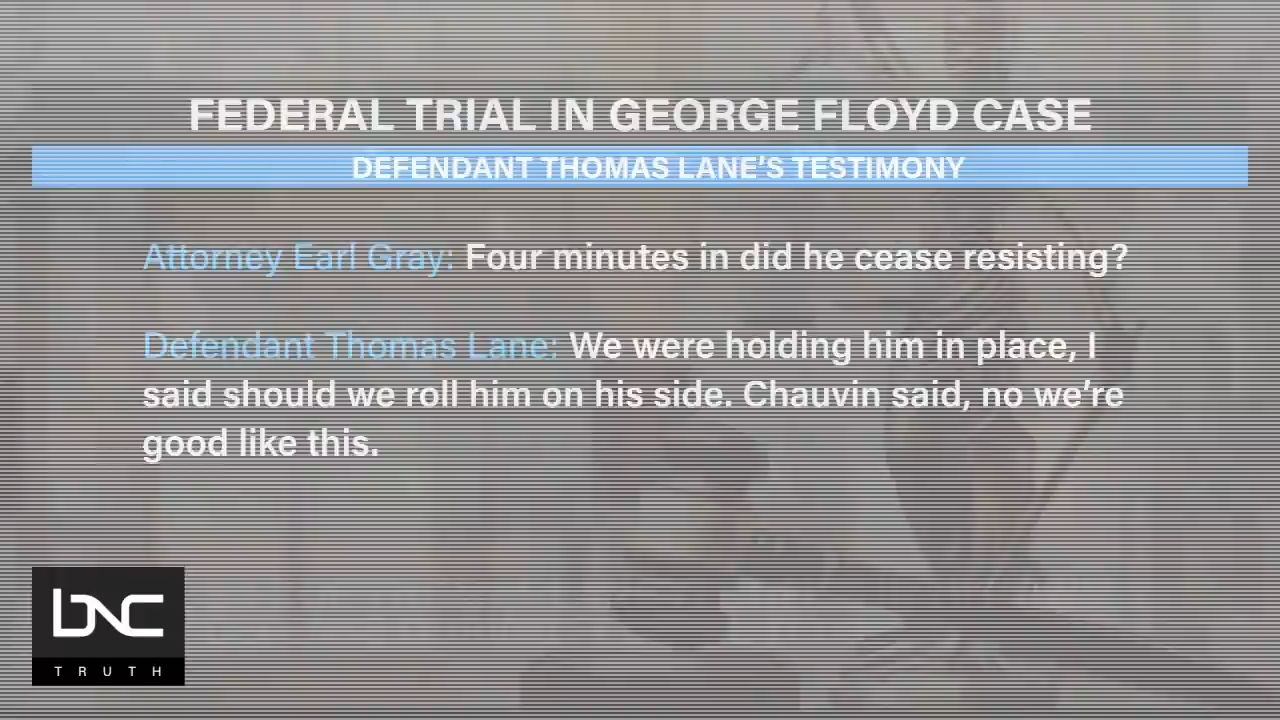 FEDERAL TRIAL IN GEORGE FLOYD CASE
DEFENDANT THOMAS LANE'S TESTIMONY
Attorney Earl Gray: Four minutes in did he cease resisting?
Defendant Thomas Lane: We were holding him in place, I
said should we roll him on his side. Chauvin said, no we're
good like this.
bnc
TRUTH